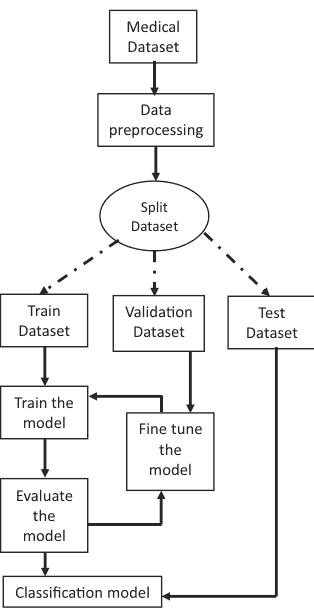 Medical
Dataset
Data
preprocessing
Split
Dataset
Train
Dataset
Validation
Dataset
Test
Dataset
Train the
model
Fine tune
the
model
Evaluate
the
model
Classification model